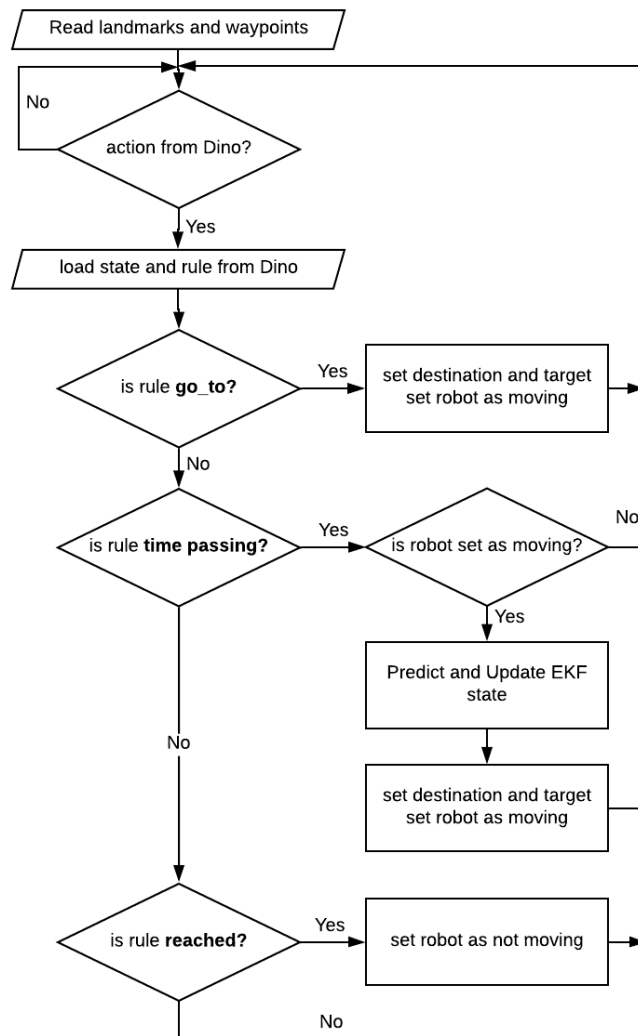 Read landmarks and waypoints
No
action from Dino?
Yes
load state and rule from Dino
is rule go_to?
Yes
set destination and target
set robot as moving
No
is rule time passing?
Yes
is robot set as moving?
No
Yes
Predict and Update EKF
state
No
set destination and target
set robot as moving
is rule reached?
Yes
set robot as not moving
No